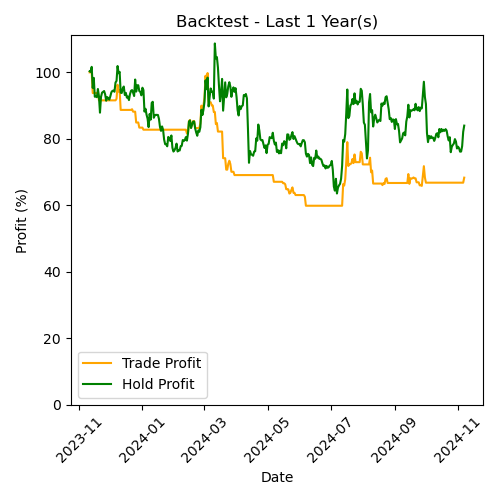 Backtest - Last 1 Year(s)
Profit (%)
100
80
60
40
20
0
Trade Profit
Hold Profit
2023-11
2024-01
2024-03
2024-05
2024-07
2024-09
2024-11
Date